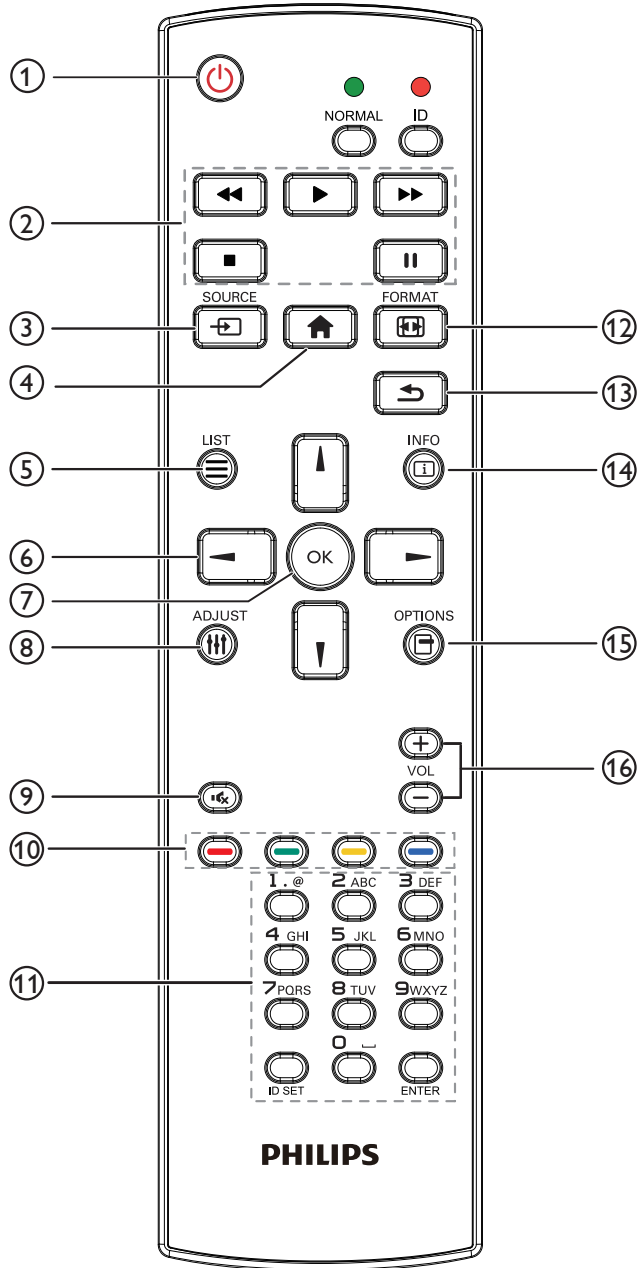 1
NORMAL ID
2
SOURCE FORMAT
3 12
4
13
LIST INFO
5 i 14
6
OK
7
ADJUST OPTIONS
8 15
VOL 16
9
10
1 . @ 2 ABC 3 DEF
4 GHI 5 JKL 6 MNO
11
7 PQRS 8 TUV 9 WXYZ
0 ⎵
ID SET ENTER
PHILIPS